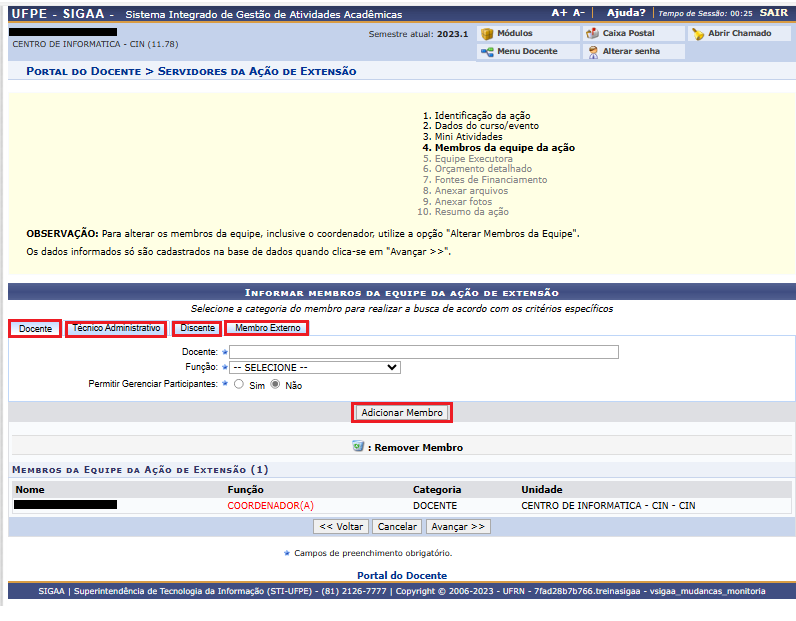 UFPE - SIGAA - Sistema Integrado de Gestão de Atividades Acadêmicas A+ A- Ajuda? Tempo de Sessão: 00:25 SAIR
Semestre atual: 2023.1 Módulos Caixa Postal Abrir Chamado
CENTRO DE INFORMATICA - CIN (11.78)
Menu Docente Alterar senha
Portal do Docente > Servidores da Ação de Extensão
1. Identificação da ação
2. Dados do curso/evento
3. Mini Atividades
4. Membros da equipe da ação
5. Equipe Executora
6. Orçamento detalhado
7. Fontes de Financiamento
8. Anexar arquivos
9. Anexar fotos
10. Resumo da ação
OBSERVAÇÃO: Para alterar os membros da equipe, inclusive o coordenador, utilize a opção "Alterar Membros da Equipe".
Os dados informados só são cadastrados na base de dados quando clica-se em "Avançar >>".
Informar membros da equipe da ação de extensão
Selecione a categoria do membro para realizar a busca de acordo com os critérios específicos
Docente Técnico Administrativo Discente Membro Externo
Docente:
Função: -- SELECIONE --
Permitir Gerenciar Participantes: Sim Não
Adicionar Membro
: Remover Membro
Membros da Equipe da Ação de Extensão (1)
Nome Função Categoria Unidade
COORDENADOR(A) DOCENTE CENTRO DE INFORMATICA - CIN - CIN
<< Voltar Cancelar Avançar >>
Campos de preenchimento obrigatório.
Portal do Docente
SIGAA | Superintendência de Tecnologia da Informação (STI-UFPE) - (81) 2126-7777 | Copyright © 2006-2023 - UFRN - 7fad28b7b766.treinasigaa - vsigaa_mudancas_monitoria